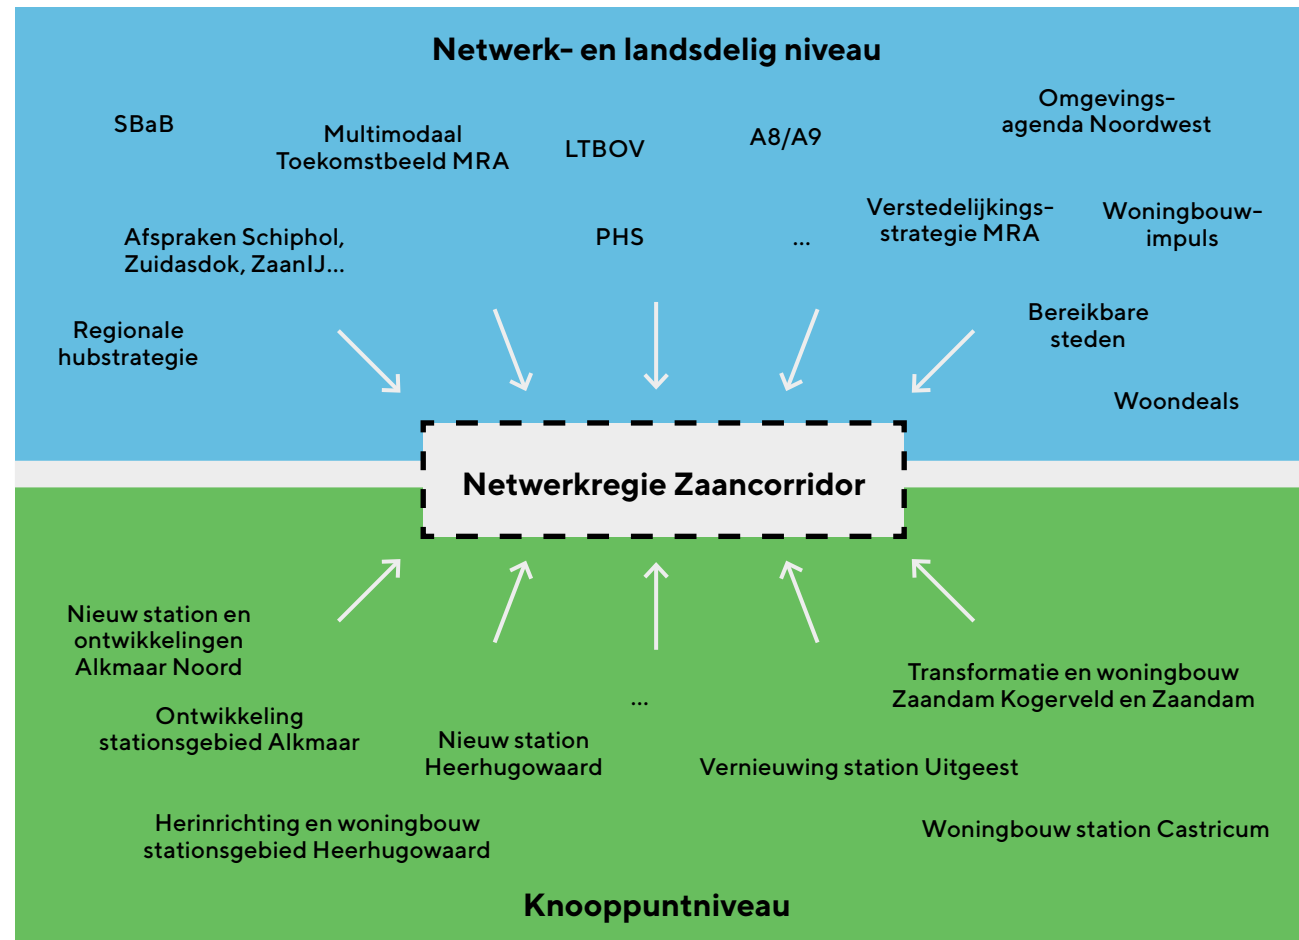 Netwerk- en landsdelig niveau
SBaB
Multimodaal
Toekomstbeeld MRA
LTBOV
A8/A9
Omgevings-
agenda Noordwest
Afspraken Schiphol,
Zuidasdok, ZaanIJ...
PHS
...
Verstedelijkings-
strategie MRA
Woningbouw-
impuls
Regionale
hubstrategie
Bereikbare
steden
Woondeals
Netwerkregie Zaancorridor
Nieuw station en
ontwikkelingen
Alkmaar Noord
Ontwikkeling
stationsgebied Alkmaar
Nieuw station
Heerhugowaard
...
Transformatie en woningbouw
Zaandam Kogerveld en Zaandam
Vernieuwing station Uitgeest
Herinrichting en woningbouw
stationsgebied Heerhugowaard
Woningbouw station Castricum
Knooppuntniveau